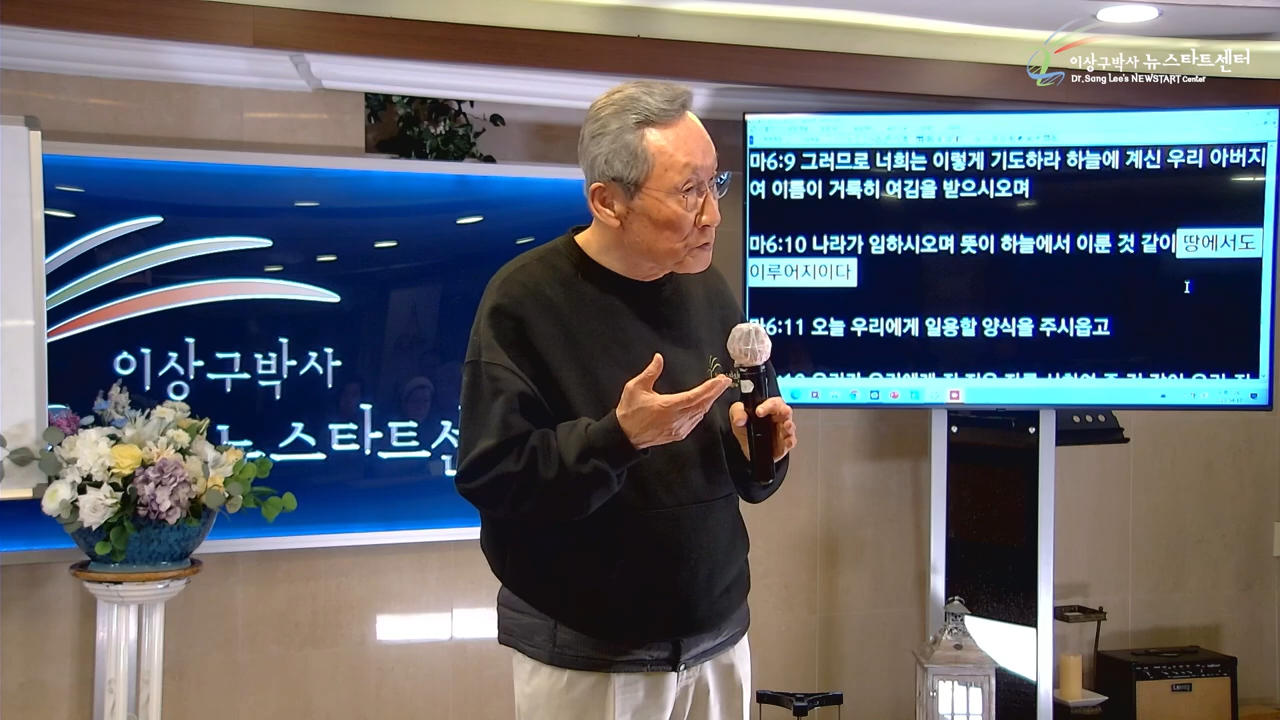 이상구박사 뉴스타트센터
Dr. Sang Lee's NEWSTART Center
마6:9 그러므로 너희는 이렇게 기도하라 하늘에 계신 우리 아버지
여 이름이 거룩히 여김을 받으시오며
마6:10 나라가 임하시오며 뜻이 하늘에서 이룬 것 같이 땅에서도
이루어지이다
마6:11 오늘 우리에게 일용할 양식을 주시옵고
이상구박사
뉴스타트센